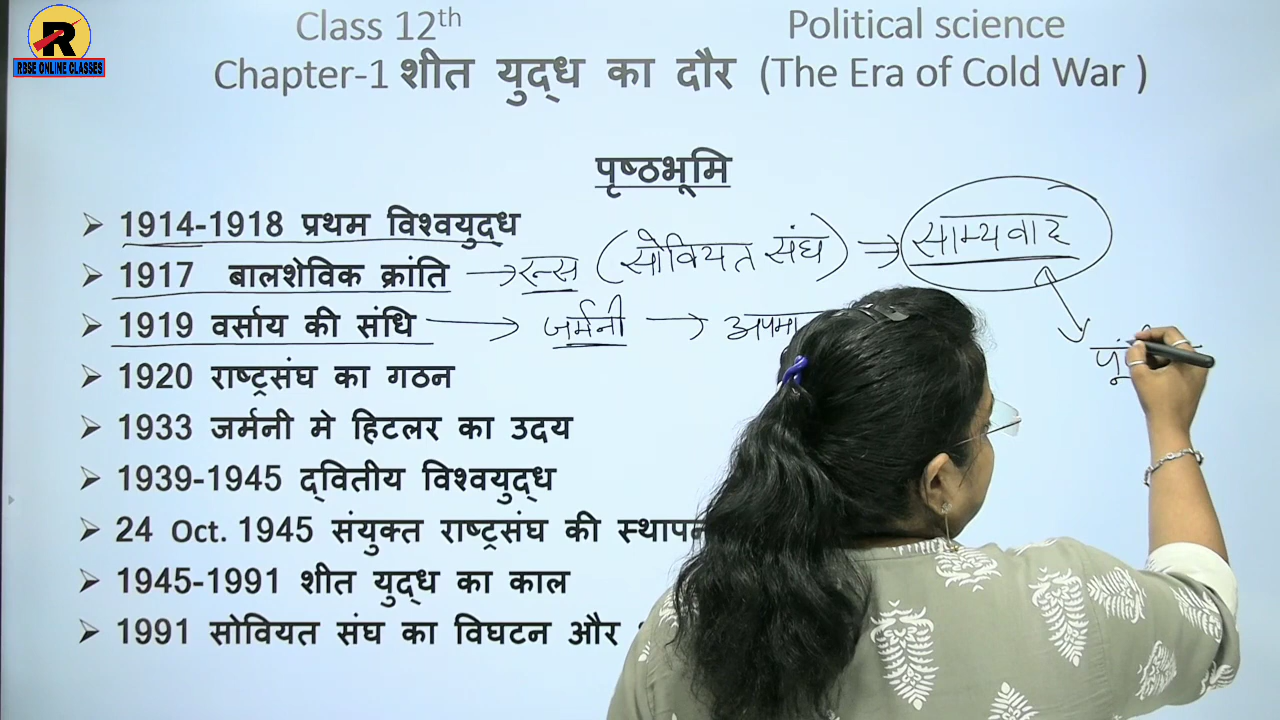 R
RBSE ONLINE CLASSES
Class 12th Political science
Chapter-1 शीत युद्ध का दौर (The Era of Cold War )
पृष्ठभूमि
➢ 1914-1918 प्रथम विश्वयुद्ध
➢ 1917 बालशेविक क्रांति → रूस (सोवियत संघ) → साम्यवाद
➢ 1919 वर्साय की संधि → जर्मनी →
➢ 1920 राष्ट्रसंघ का गठन
➢ 1933 जर्मनी मे हिटलर का उदय
➢ 1939-1945 द्वितीय विश्वयुद्ध
➢ 24 Oct. 1945 संयुक्त राष्ट्रसंघ की
➢ 1945-1991 शीत युद्ध का काल
➢ 1991 सोवियत संघ का विघटन और